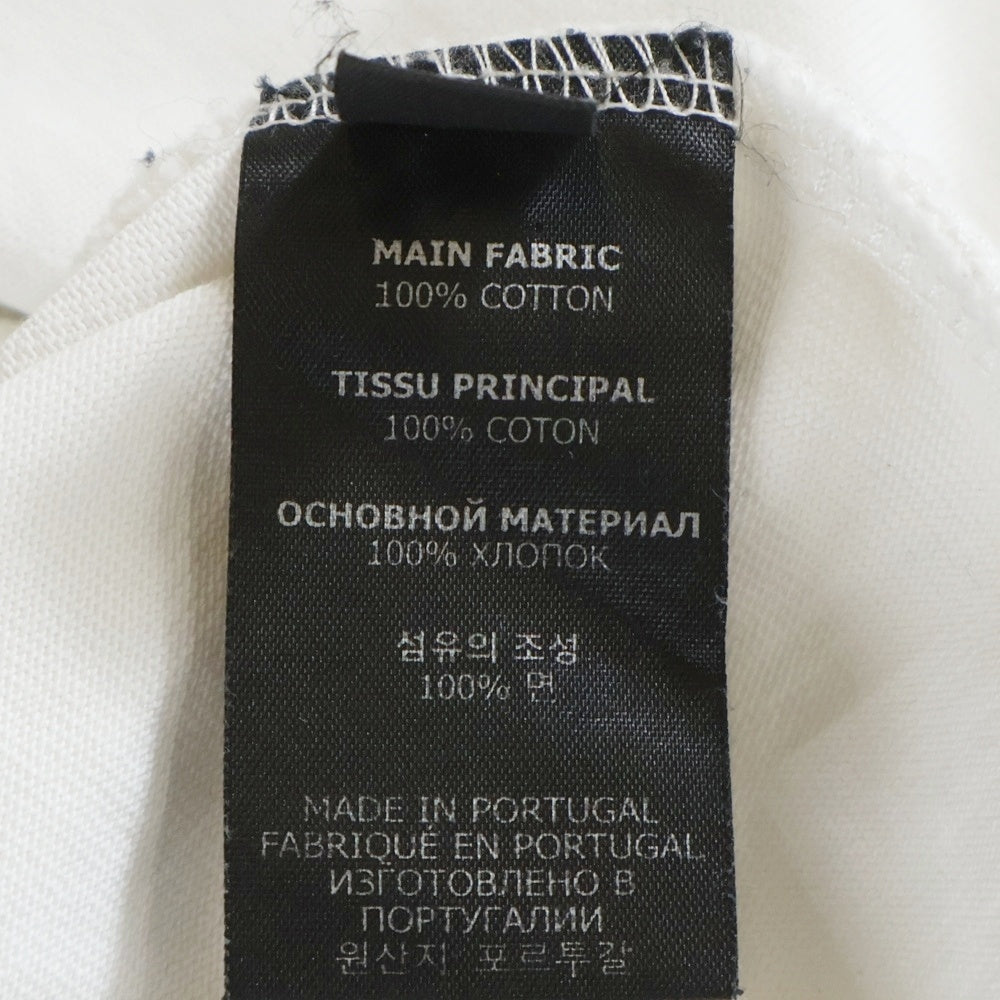 MAIN FABRIC
100% COTTON
TISSU PRINCIPAL
100% COTON
ОСНОВНОЙ МАТЕРИАЛ
100% ХЛОПОК
섬유의 조성
100% 면
MADE IN PORTUGAL
FABRIQUÉ EN PORTUGAL
ИЗГОТОВЛЕНО В
ПОРТУГАЛИИ
원산지 포르투갈